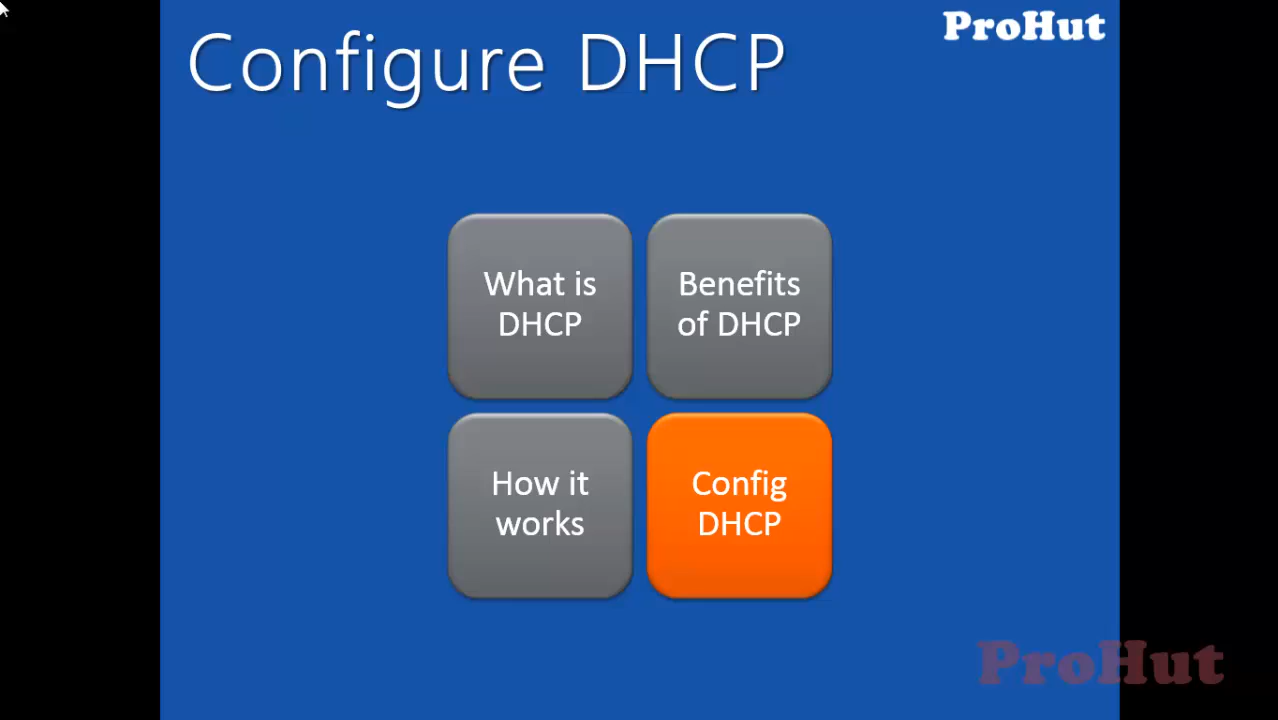 ProHut
Configure DHCP
What is
DHCP
Benefits
of DHCP
How it
works
Config
DHCP
ProHut